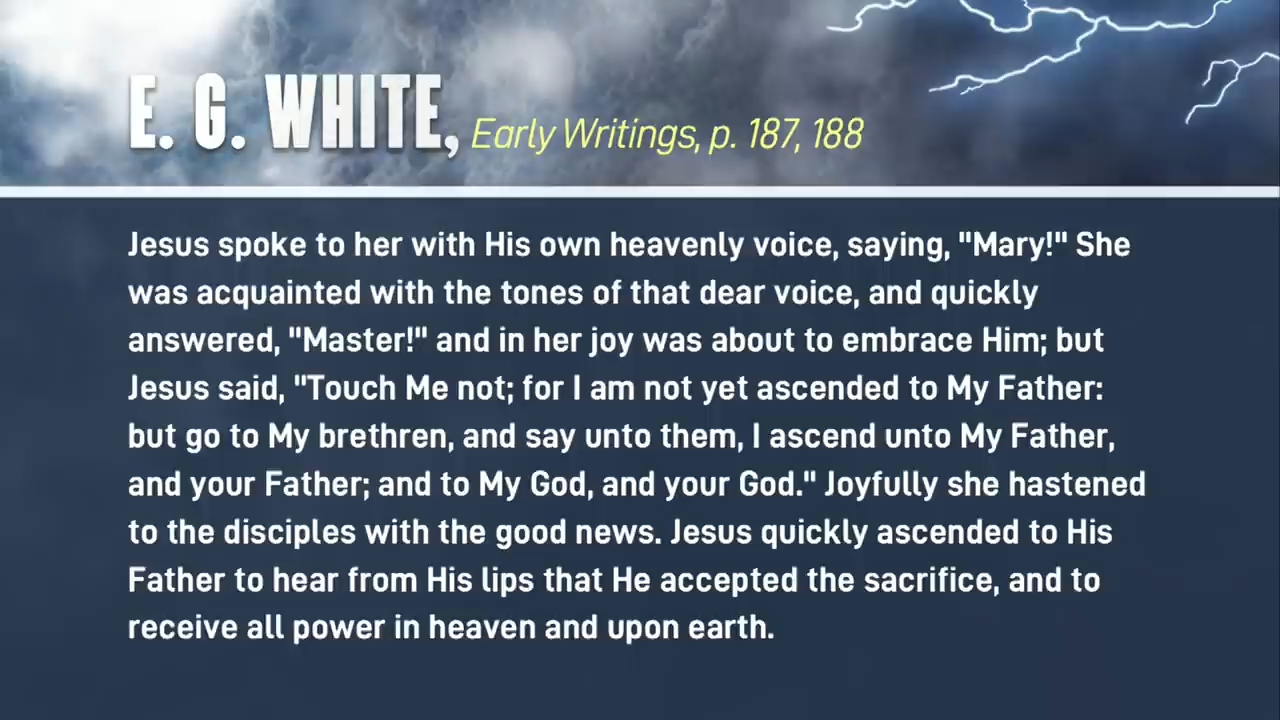 E. G. WHITE, Early Writings, p. 187, 188
Jesus spoke to her with His own heavenly voice, saying, "Mary!" She
was acquainted with the tones of that dear voice, and quickly
answered, "Master!" and in her joy was about to embrace Him; but
Jesus said, "Touch Me not; for I am not yet ascended to My Father:
but go to My brethren, and say unto them, I ascend unto My Father,
and your Father; and to My God, and your God." Joyfully she hastened
to the disciples with the good news. Jesus quickly ascended to His
Father to hear from His lips that He accepted the sacrifice, and to
receive all power in heaven and upon earth.